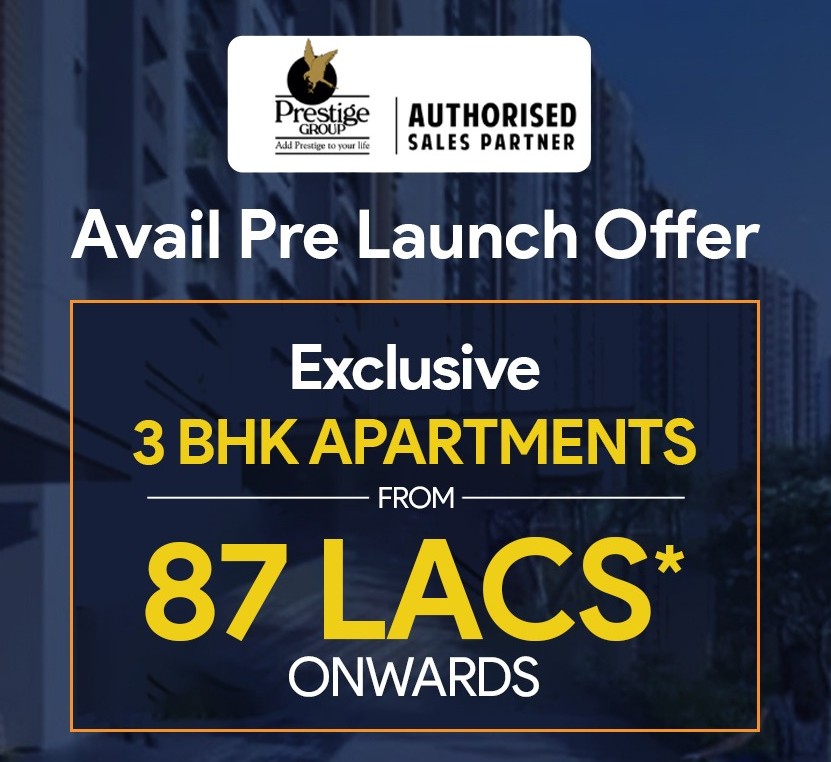 Prestige
GROUP
Add Prestige to your life
AUTHORISED
SALES PARTNER
Avail Pre Launch Offer
Exclusive
3 BHK APARTMENTS
FROM
87 LACS*
ONWARDS